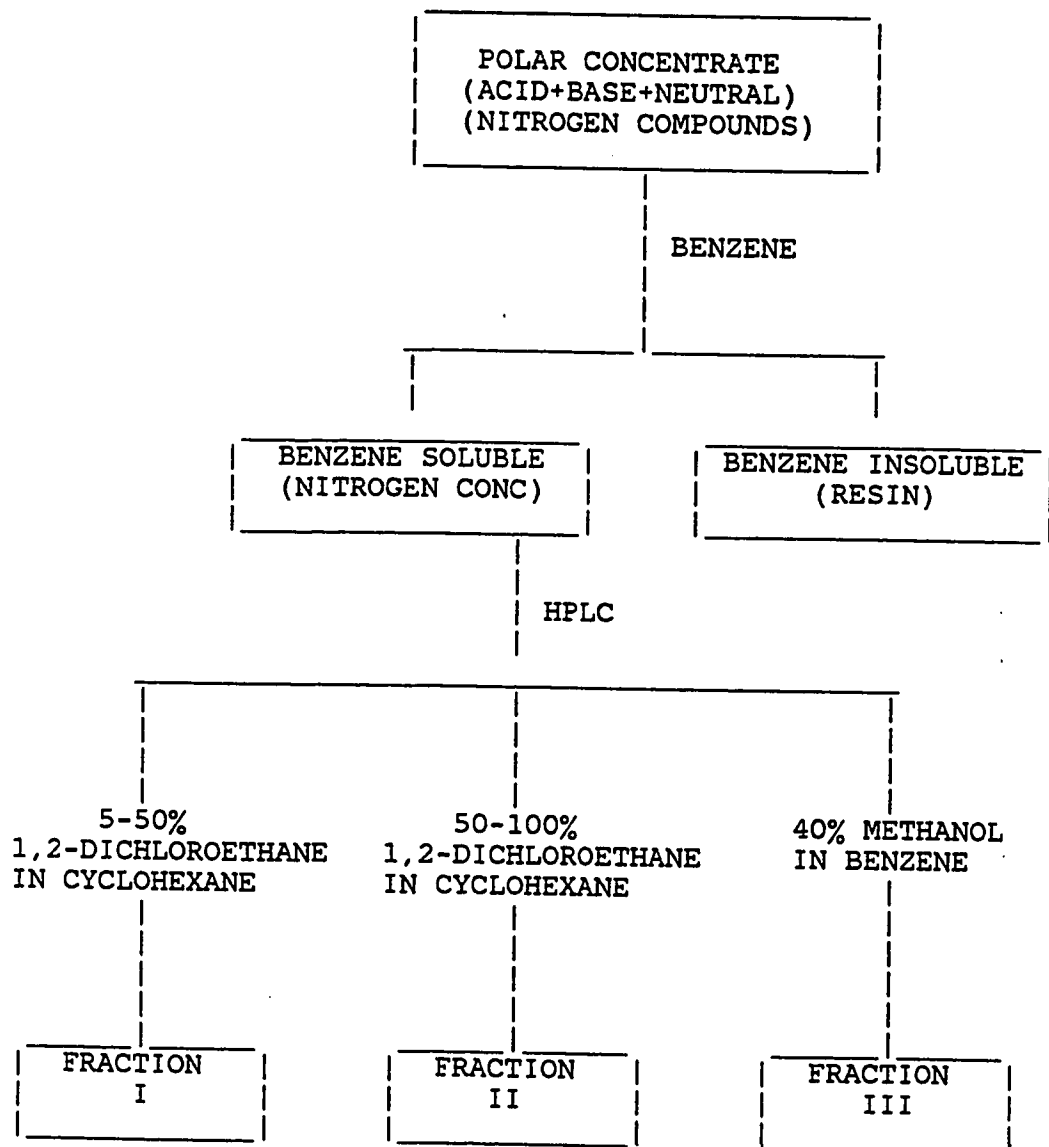 POLAR CONCENTRATE
(ACID+BASE+NEUTRAL)
(NITROGEN COMPOUNDS)
BENZENE
BENZENE SOLUBLE
(NITROGEN CONC)
BENZENE INSOLUBLE
(RESIN)
HPLC
5-50%
1,2-DICHLOROETHANE
IN CYCLOHEXANE
50-100%
1,2-DICHLOROETHANE
IN CYCLOHEXANE
40% METHANOL
IN BENZENE
FRACTION
I
FRACTION
II
FRACTION
III